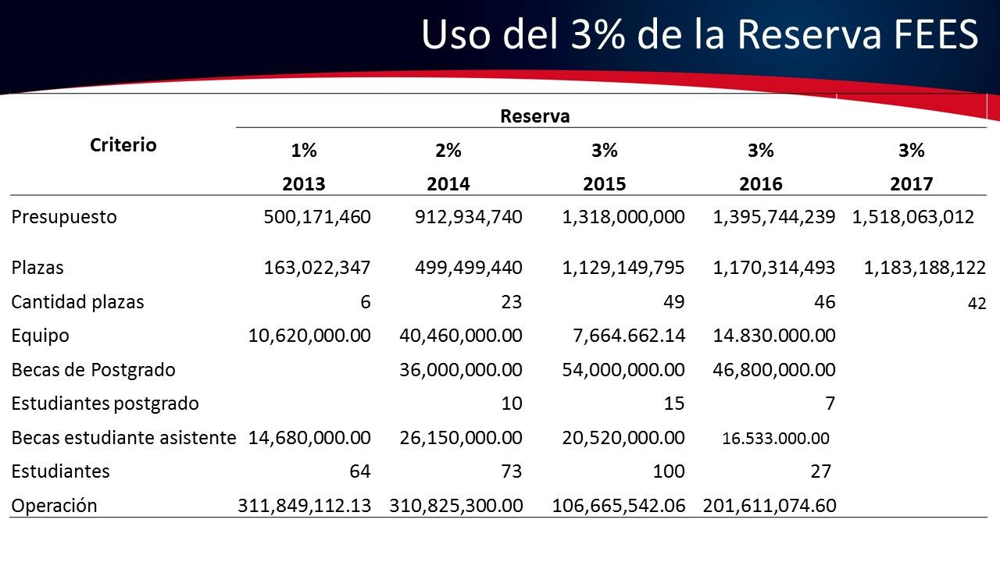 Uso del 3% de la Reserva FEES
Reserva
Criterio
1% 2% 3% 3% 3%
2013 2014 2015 2016 2017
Presupuesto 500,171,460 912,934,740 1,318,000,000 1,395,744,239 1,518,063,012
Plazas 163,022,347 499,499,440 1,129,149,795 1,170,314,493 1,183,188,122
Cantidad plazas 6 23 49 46 42
Equipo 10,620,000.00 40,460,000.00 7,664.662.14 14.830.000.00
Becas de Postgrado 36,000,000.00 54,000,000.00 46,800,000.00
Estudiantes postgrado 10 15 7
Becas estudiante asistente 14,680,000.00 26,150,000.00 20,520,000.00 16.533.000.00
Estudiantes 64 73 100 27
Operación 311,849,112.13 310,825,300.00 106,665,542.06 201,611,074.60